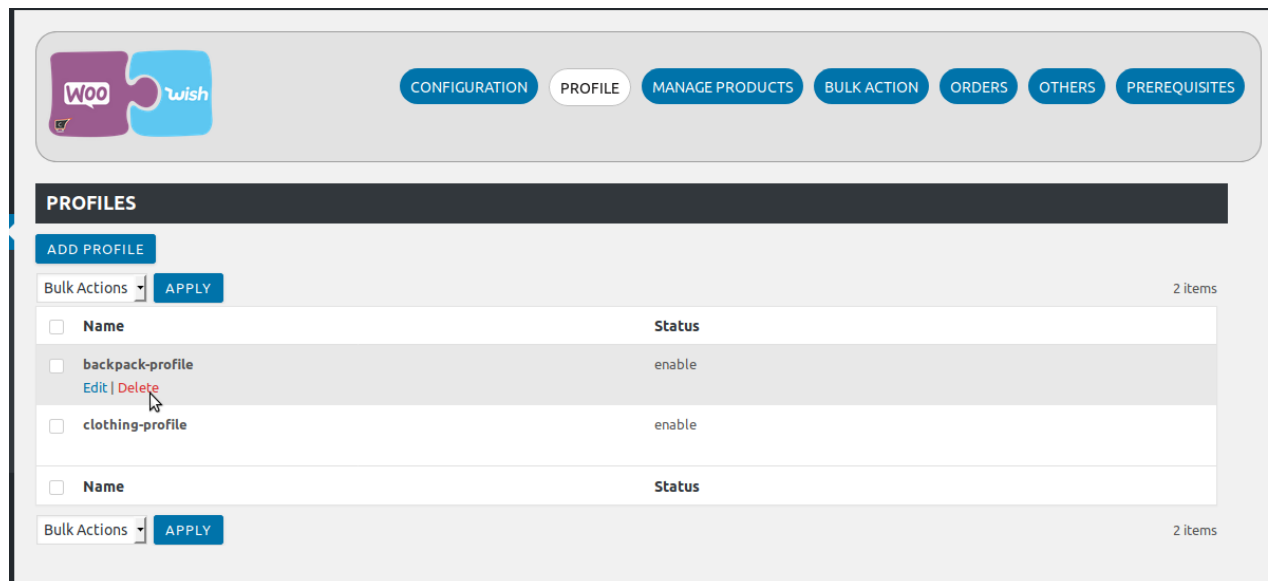 WOO wish
CONFIGURATION PROFILE MANAGE PRODUCTS BULK ACTION ORDERS OTHERS PREREQUISITES
PROFILES
ADD PROFILE
Bulk Actions APPLY 2 items
Name Status
backpack-profile enable
Edit | Delete
clothing-profile enable
Name Status
Bulk Actions APPLY 2 items